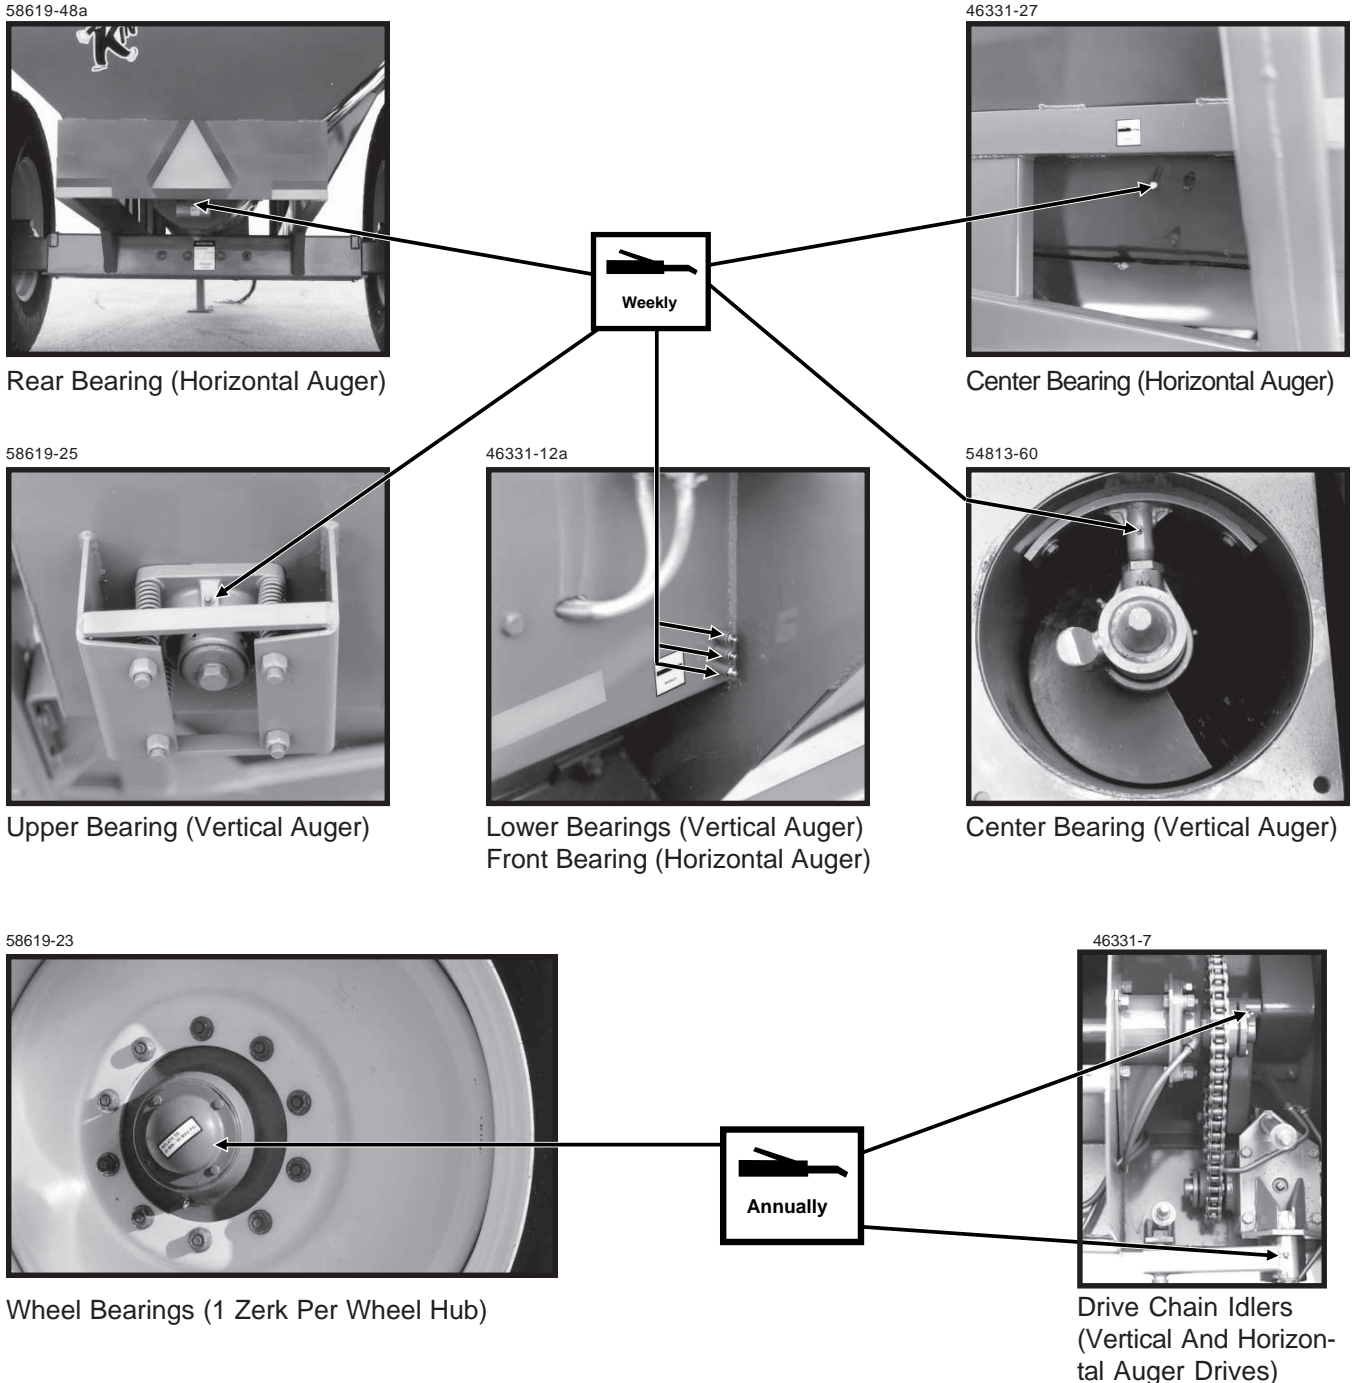 58619-48a
46331-27
Weekly
Rear Bearing (Horizontal Auger)
Center Bearing (Horizontal Auger)
58619-25
46331-12a
54813-60
Upper Bearing (Vertical Auger)
Lower Bearings (Vertical Auger)
Front Bearing (Horizontal Auger)
Center Bearing (Vertical Auger)
58619-23
46331-7
Annually
Wheel Bearings (1 Zerk Per Wheel Hub)
Drive Chain Idlers
(Vertical And Horizon-
tal Auger Drives)